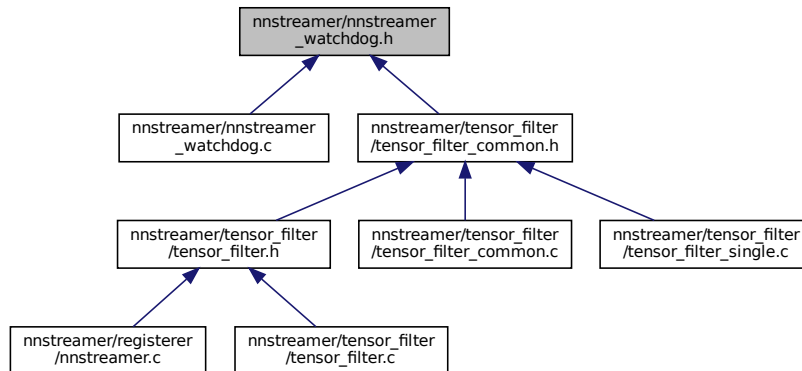 nnstreamer/nnstreamer
_watchdog.h
nnstreamer/nnstreamer
_watchdog.c
nnstreamer/tensor_filter
/tensor_filter_common.h
nnstreamer/tensor_filter
/tensor_filter.h
nnstreamer/tensor_filter
/tensor_filter_common.c
nnstreamer/tensor_filter
/tensor_filter_single.c
nnstreamer/registerer
/nnstreamer.c
nnstreamer/tensor_filter
/tensor_filter.c